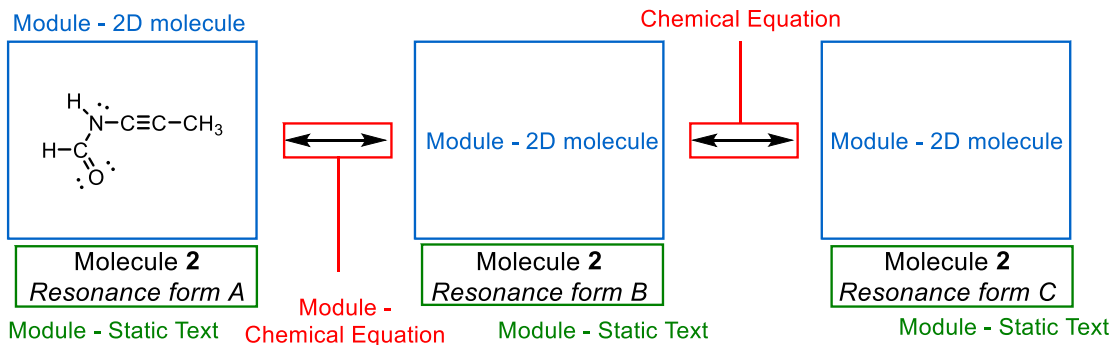 Module - 2D molecule
Chemical Equation
H
N—C≡C—CH₃
H—C
O
Module - 2D molecule
Module - 2D molecule
Molecule 2
Resonance form A
Molecule 2
Resonance form B
Molecule 2
Resonance form C
Module -
Chemical Equation
Module - Static Text
Module - Static Text
Module - Static Text